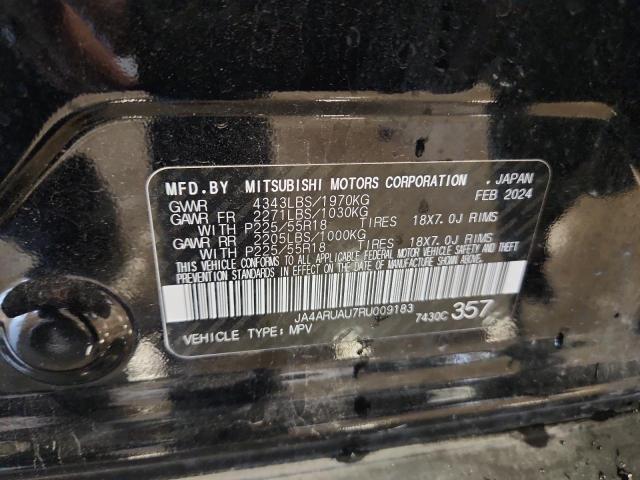 MFD.BY MITSUBISHI MOTORS CORPORATION . JAPAN
GWR 4343LBS/1970KG FEB 2024
GAWR FR 2271LBS/1030KG
WITH P225/55R18 TIRES 18X7.0J RIMS
GAWR RR 2205LBS/1000KG
WITH P225/55R18 TIRES 18X7.0J RIMS
THIS VEHICLE CONFORMS TO ALL APPLICABLE FEDERAL MOTOR VEHICLE SAFETY AND THEFT
PREVENTION STANDARDS IN EFFECT ON THE DATE OF MANUFACTURE SHOWN ABOVE.
JA4ARUAU7RU009183 7430C 357
VEHICLE TYPE: MPV